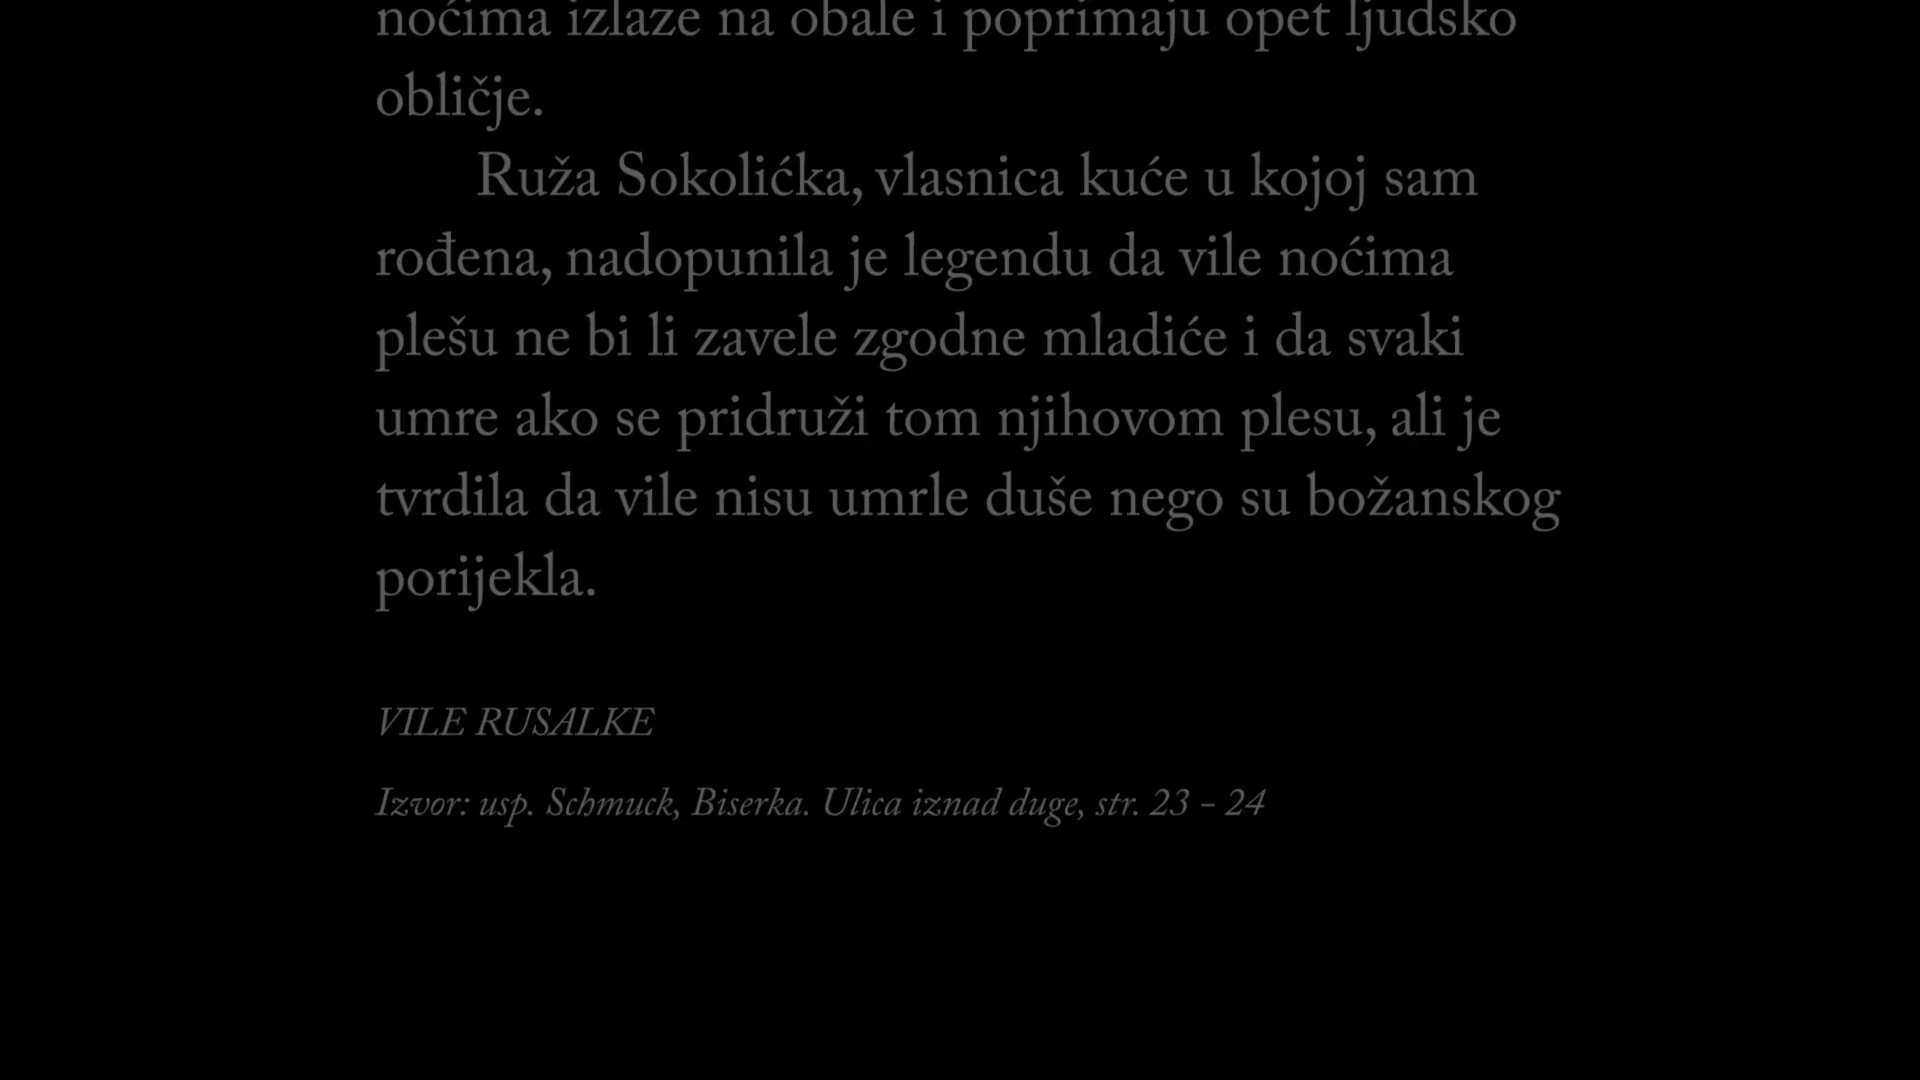 noćima izlaze na obale i poprimaju opet ljudsko
obličje.
Ruža Sokolićka, vlasnica kuće u kojoj sam
rođena, nadopunila je legendu da vile noćima
plešu ne bi li zavele zgodne mladiće i da svaki
umre ako se pridruži tom njihovom plesu, ali je
tvrdila da vile nisu umrle duše nego su božanskog
porijekla.
VILE RUSALKE
Izvor: usp. Schmuck, Biserka. Ulica iznad duge, str. 23 – 24